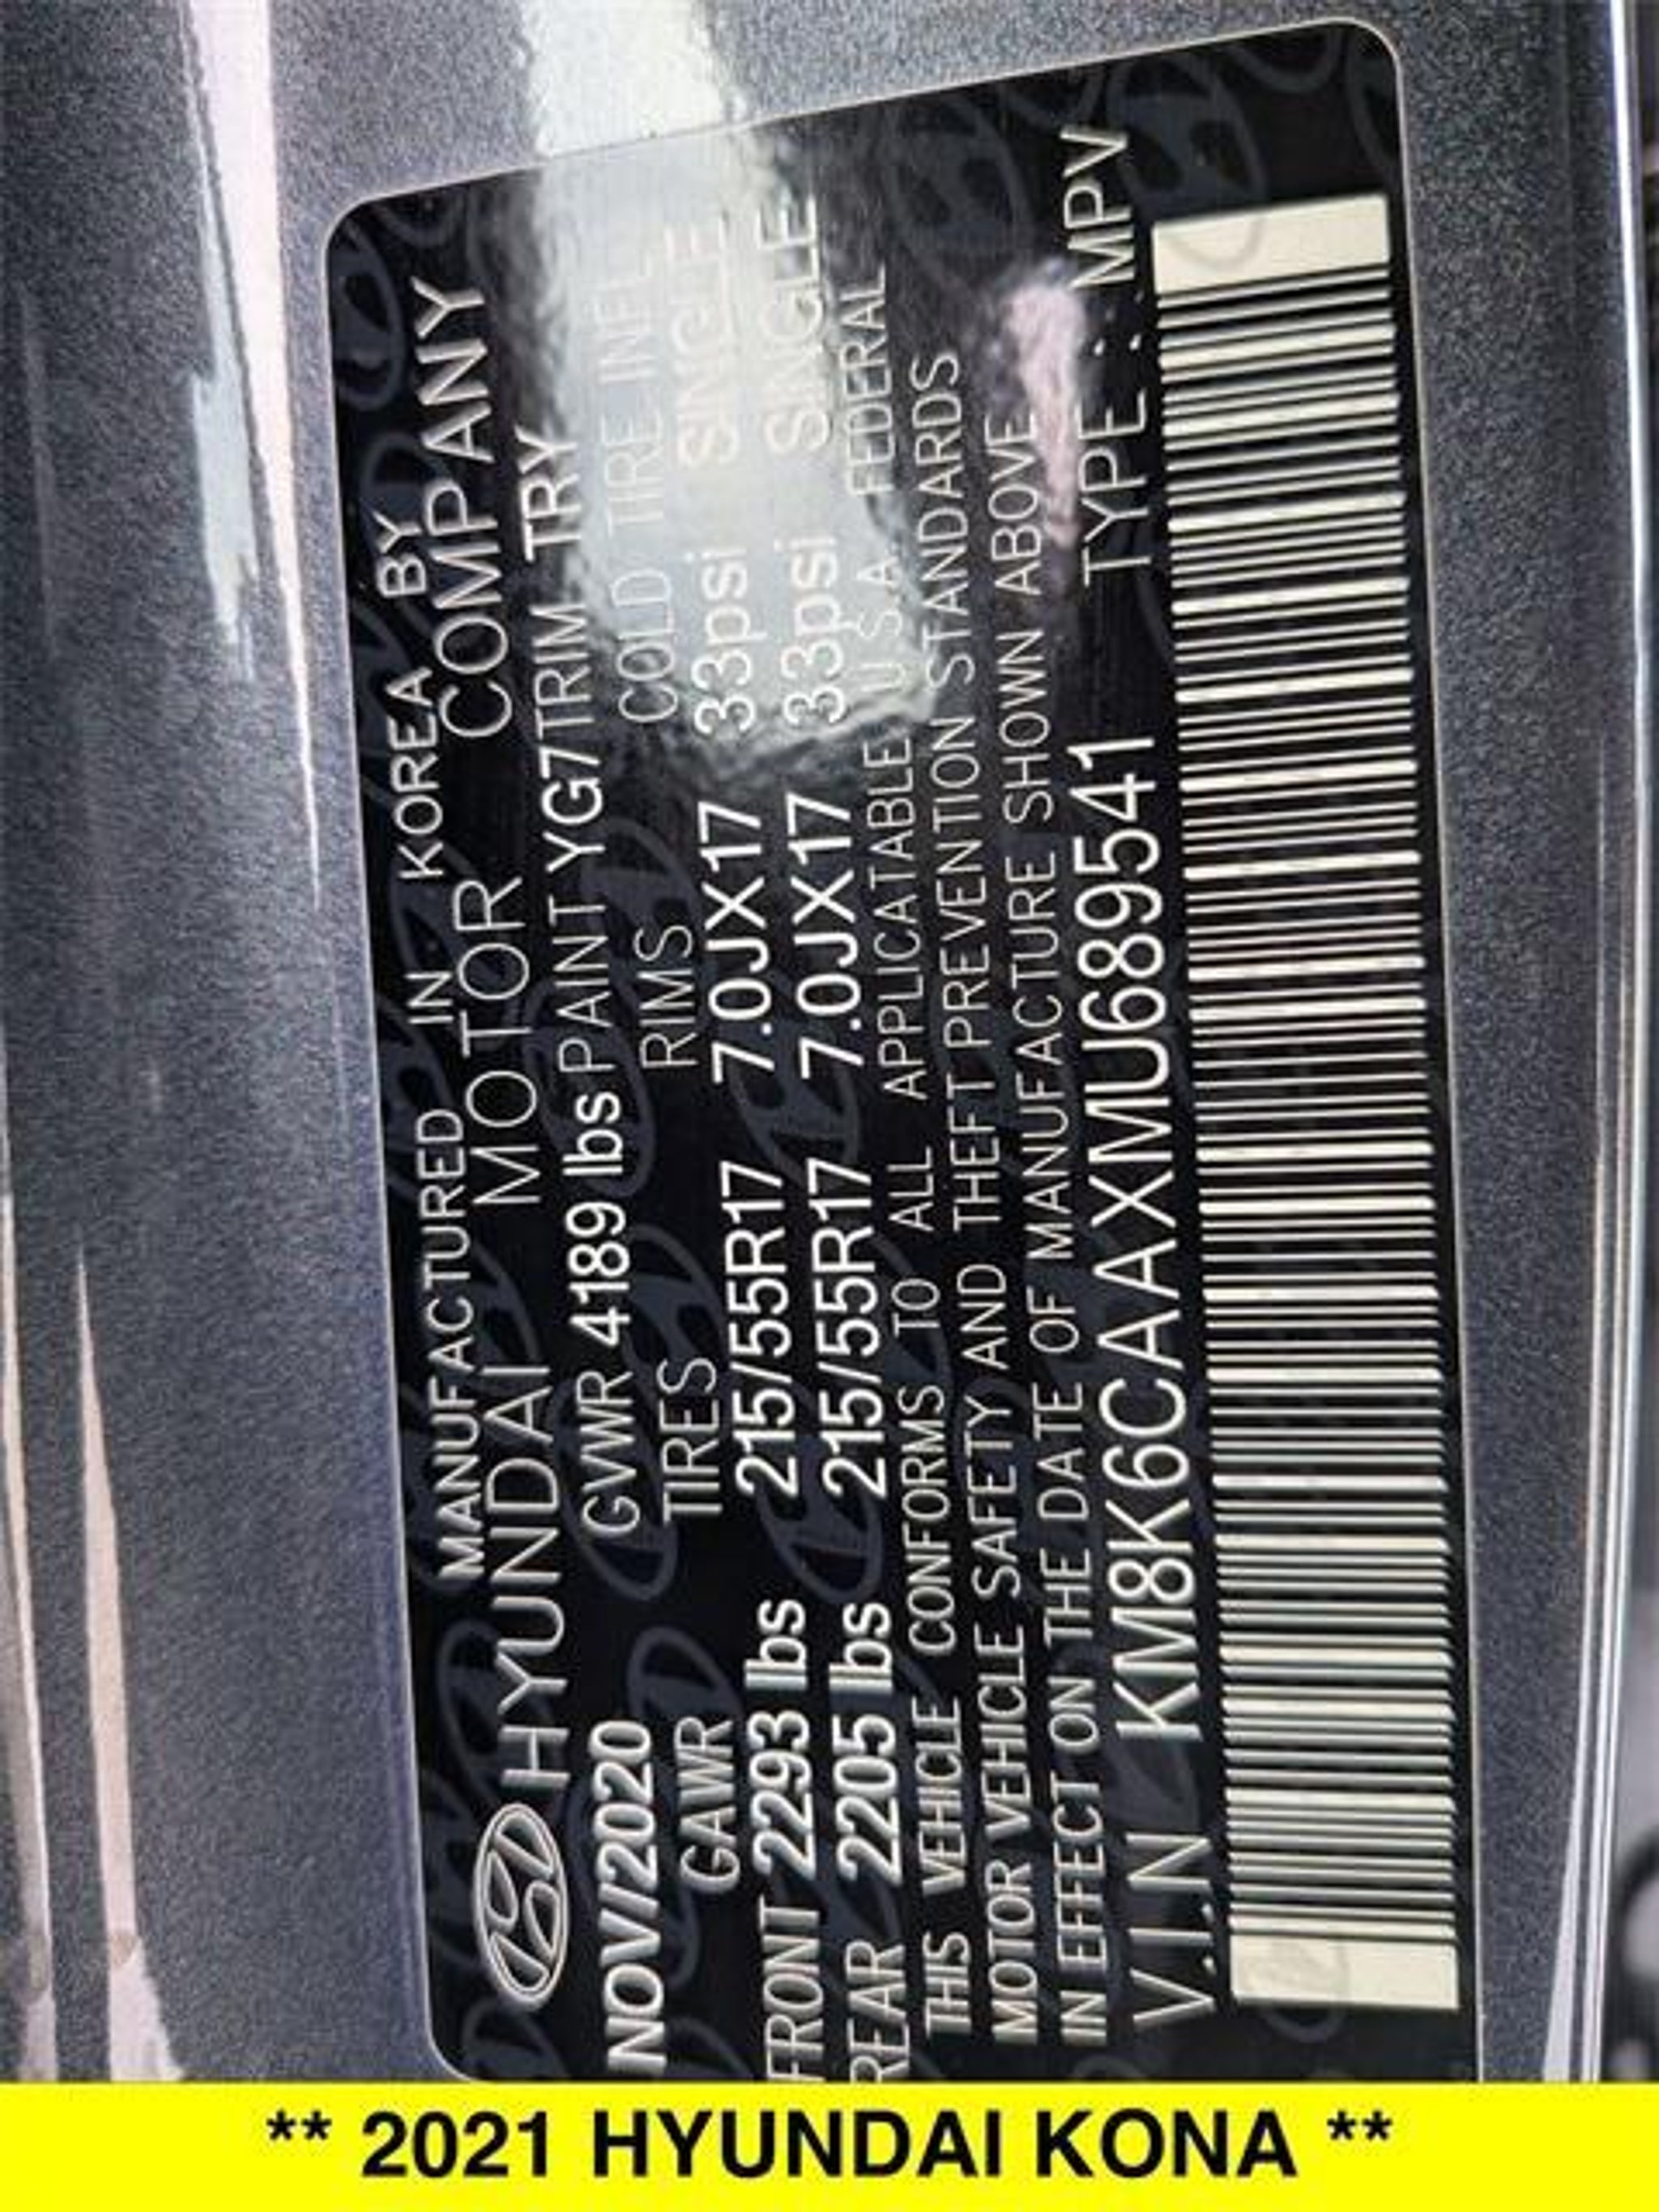 MANUFACTURED IN KOREA BY
HYUNDAI MOTOR COMPANY
NOV/2020 GVWR 4189 lbs PAINT YG7 TRIM TRY
GAWR TIRES RIMS COLD TIRE INFL
FRONT 2293 lbs 215/55R17 7.0JX17 33psi SINGLE
REAR 2205 lbs 215/55R17 7.0JX17 33psi SINGLE
THIS VEHICLE CONFORMS TO ALL APPLICATABLE U.S.A. FEDERAL
MOTOR VEHICLE SAFETY AND THEFT PREVENTION STANDARDS
IN EFFECT ON THE DATE OF MANUFACTURE SHOWN ABOVE
V.I.N KM8K6CAAXMU689541 TYPE : MPV
** 2021 HYUNDAI KONA **